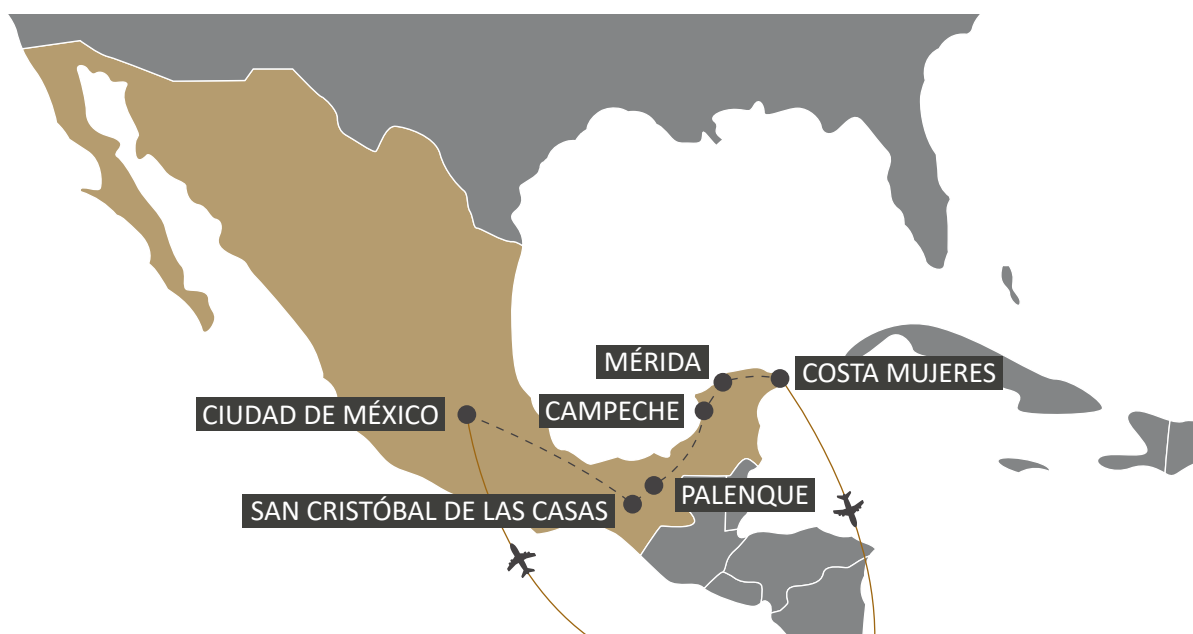 MÉRIDA
COSTA MUJERES
CAMPECHE
CIUDAD DE MÉXICO
PALENQUE
SAN CRISTÓBAL DE LAS CASAS